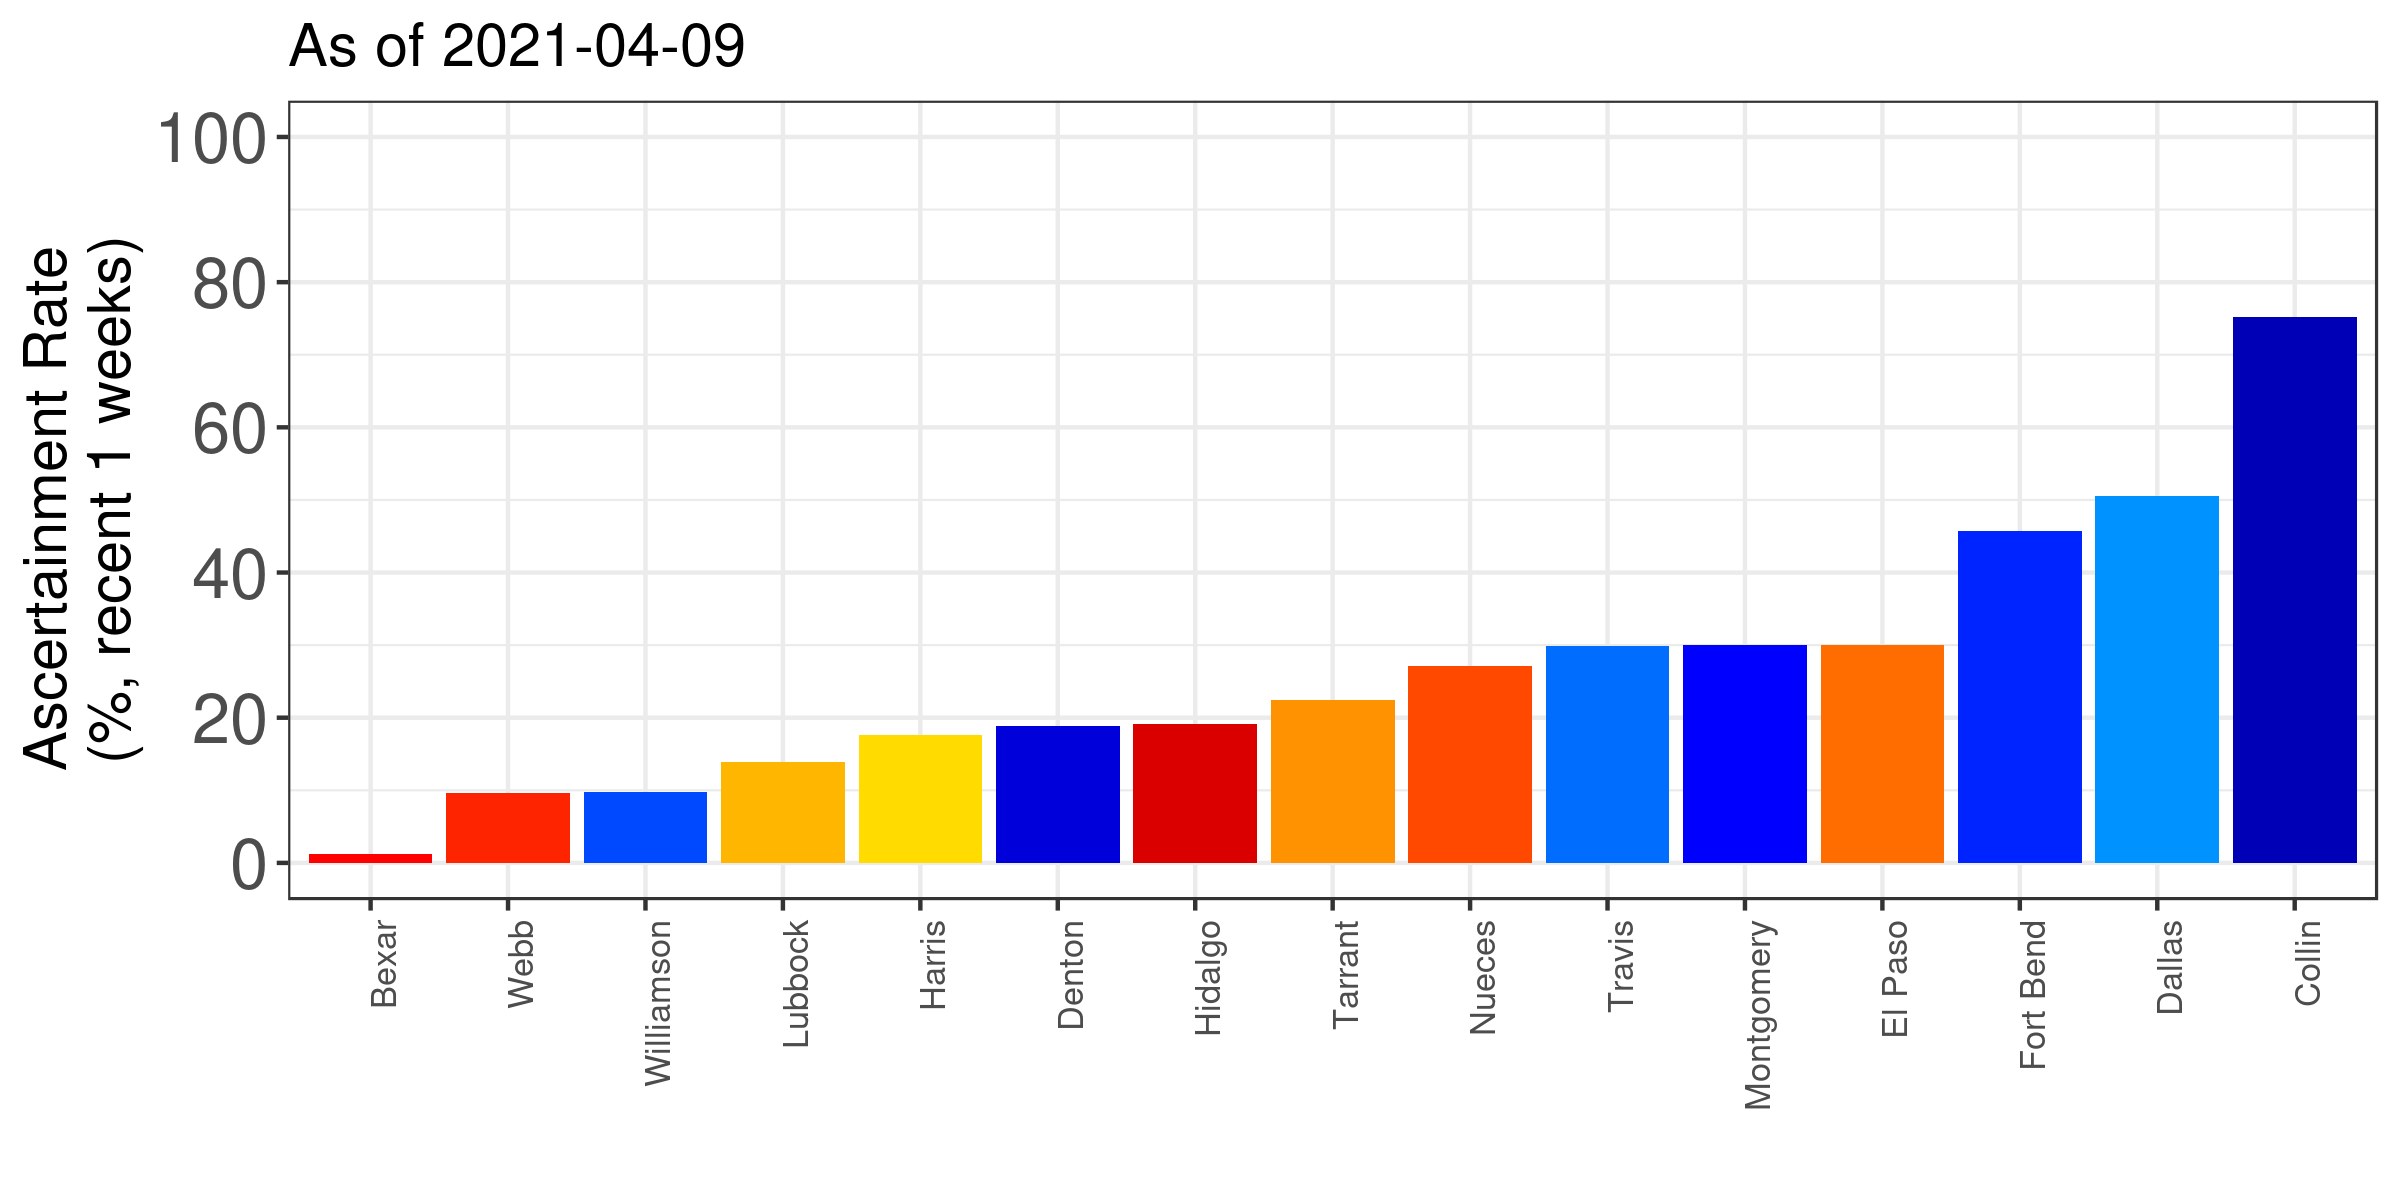 As of 2021-04-09
Ascertainment Rate
(%, recent 1 weeks)
100
80
60
40
20
0
Bexar
Webb
Williamson
Lubbock
Harris
Denton
Hidalgo
Tarrant
Nueces
Travis
Montgomery
El Paso
Fort Bend
Dallas
Collin